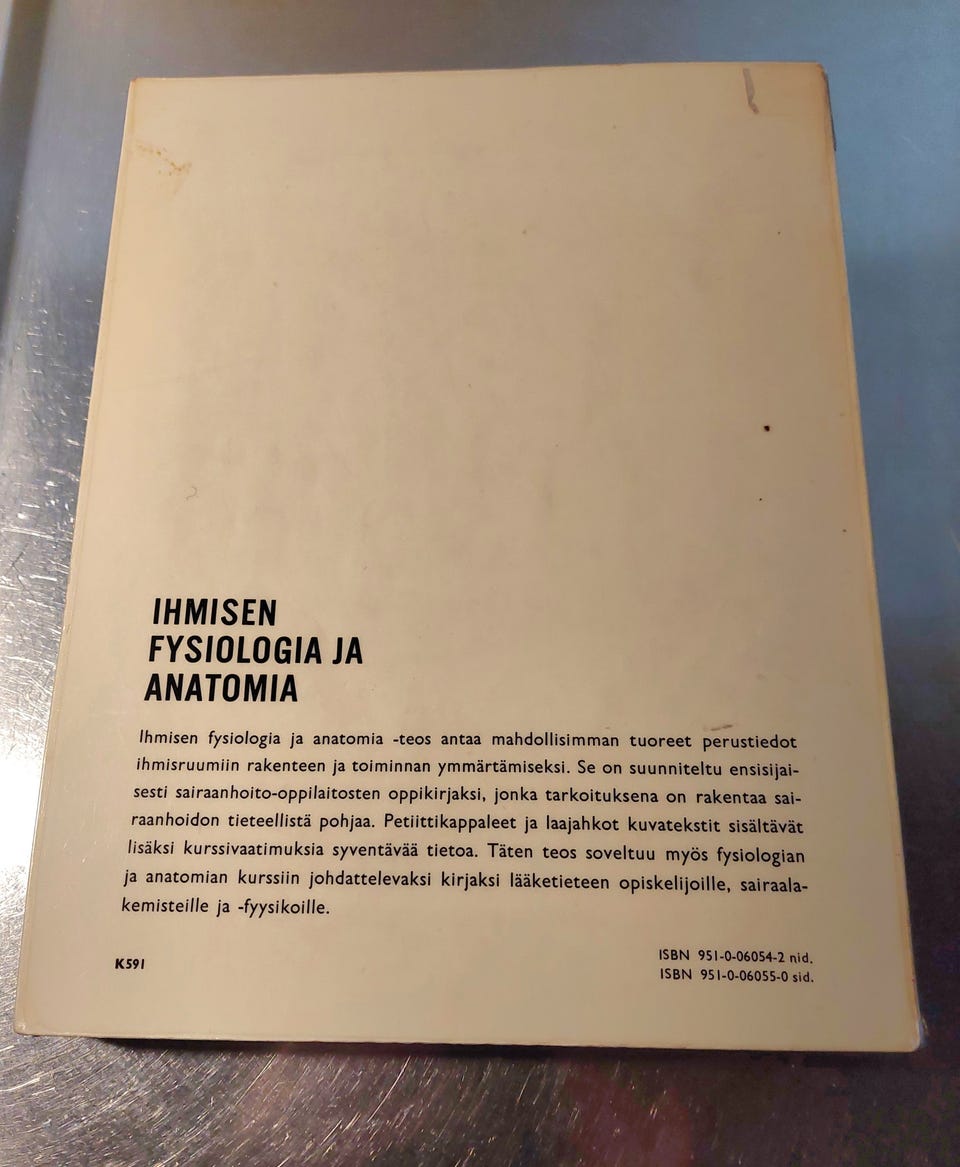 IHMISEN
FYSIOLOGIA JA
ANATOMIA
Ihmisen fysiologia ja anatomia -teos antaa mahdollisimman tuoreet perustiedot
ihmisruumiin rakenteen ja toiminnan ymmärtämiseksi. Se on suunniteltu ensisijai-
sesti sairaanhoito-oppilaitosten oppikirjaksi, jonka tarkoituksena on rakentaa sai-
raanhoidon tieteellistä pohjaa. Petiittikappaleet ja laajahkot kuvatekstit sisältävät
lisäksi kurssivaatimuksia syventävää tietoa. Täten teos soveltuu myös fysiologian
ja anatomian kurssiin johdattelevaksi kirjaksi lääketieteen opiskelijoille, sairaala-
kemisteille ja -fyysikoille.
K591
ISBN 951-0-06054-2 nid.
ISBN 951-0-06055-0 sid.